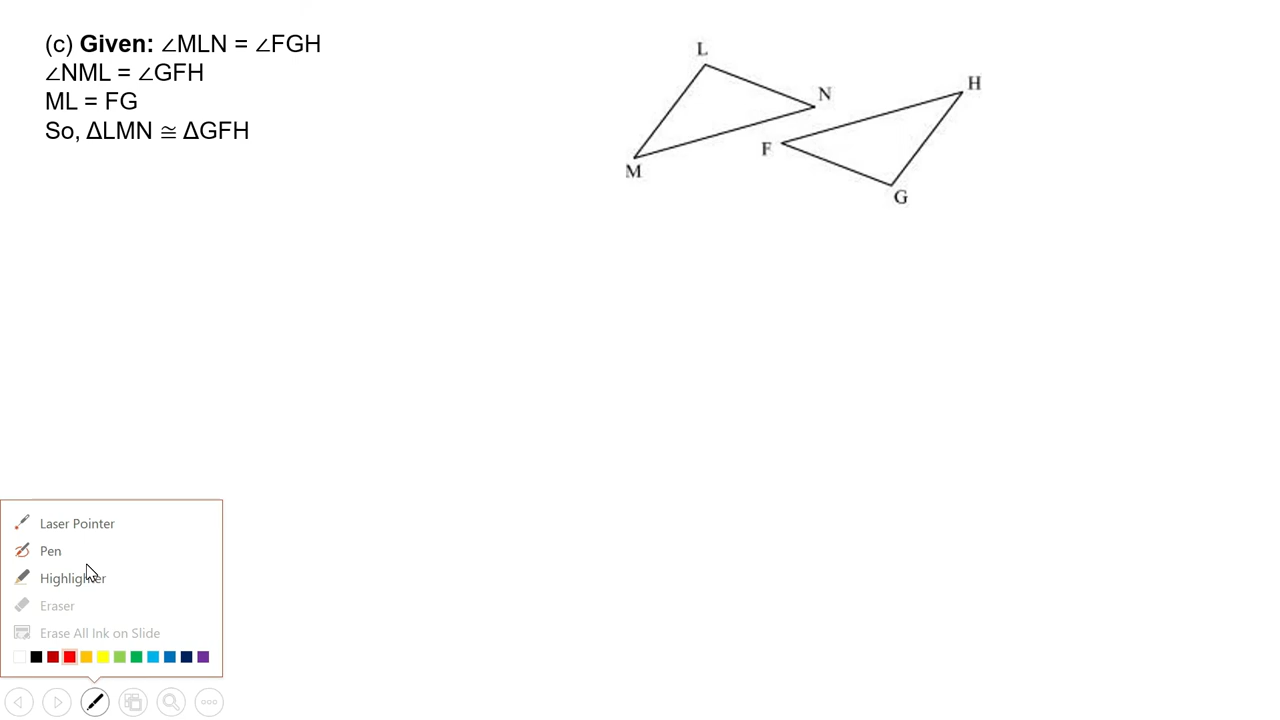 (c) Given: ∠MLN = ∠FGH
∠NML = ∠GFH
ML = FG
So, ΔLMN ≅ ΔGFH
L
N
H
F
M
G
Laser Pointer
Pen
Highlighter
Eraser
Erase All Ink on Slide